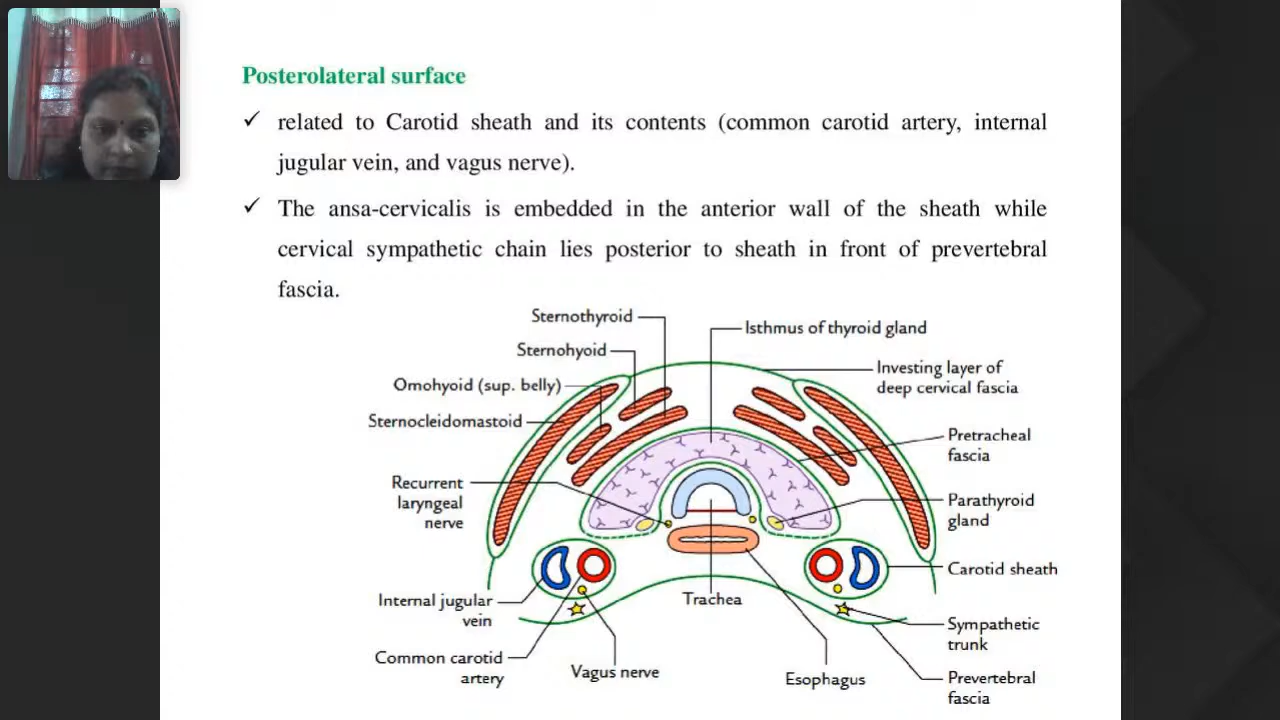 Posterolateral surface
✓ related to Carotid sheath and its contents (common carotid artery, internal
jugular vein, and vagus nerve).
✓ The ansa-cervicalis is embedded in the anterior wall of the sheath while
cervical sympathetic chain lies posterior to sheath in front of prevertebral
fascia.
Sternothyroid
Isthmus of thyroid gland
Sternohyoid
Investing layer of
deep cervical fascia
Omohyoid (sup. belly)
Sternocleidomastoid
Pretracheal
fascia
Recurrent
laryngeal
nerve
Parathyroid
gland
Carotid sheath
Internal jugular
vein
Trachea
Sympathetic
trunk
Common carotid
artery
Vagus nerve
Esophagus
Prevertebral
fascia